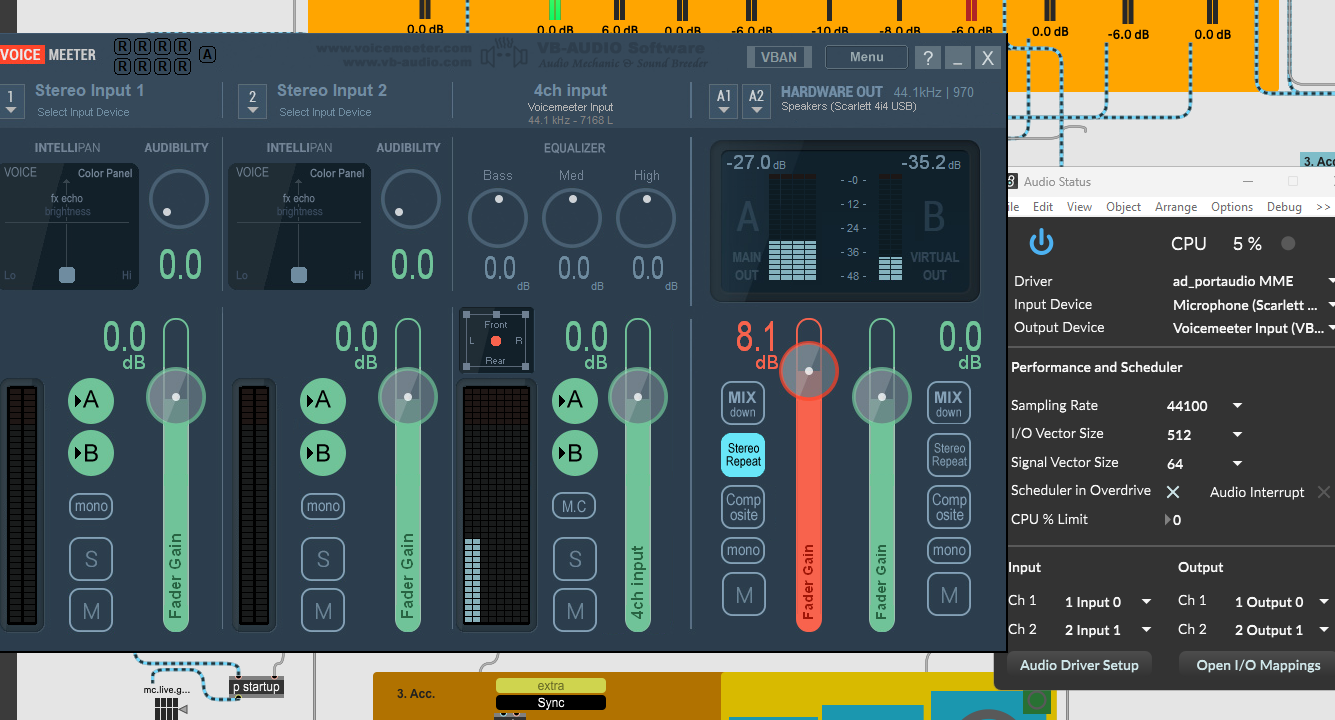 0.0 dB
0.0 dB
6.0 dB
-6.0 dB
-10.0 dB
-8.0 dB
-6.0 dB
0.0 dB
-6.0 dB
0.0 dB
VOICE MEETER
R R R R
R R R R
A
www.voicemeeter.com
www.vb-audio.com
VB-AUDIO Software
Audio Mechanic & Sound Breeder
VBAN
Menu
?
_
X
1
Stereo Input 1
Select Input Device
2
Stereo Input 2
Select Input Device
4ch input
Voicemeeter Input
44.1 kHz - 7168 L
A1
A2
HARDWARE OUT 44.1kHz | 970
Speakers (Scarlett 4i4 USB)
INTELLIPAN
AUDIBILITY
VOICE
Color Panel
fx echo
brightness
Lo
Hi
0.0
INTELLIPAN
AUDIBILITY
VOICE
Color Panel
fx echo
brightness
Lo
Hi
0.0
EQUALIZER
Bass
Med
High
0.0
dB
0.0
dB
0.0
dB
-27.0 dB
-35.2 dB
- -0 -
- -12 -
- -24 -
- -36 -
- -48 -
A
MAIN
OUT
B
VIRTUAL
OUT
0.0
dB
A
B
mono
S
M
Fader Gain
0.0
dB
A
B
mono
S
M
Fader Gain
Front
L
R
Rear
0.0
dB
A
B
M.C
S
M
4ch input
8.1
dB
MIX
down
Stereo
Repeat
Comp
osite
mono
M
Fader Gain
Fader Gain
0.0
dB
MIX
down
Stereo
Repeat
Comp
osite
mono
M
3. Acc
Audio Status
ile Edit View Object Arrange Options Debug >>
CPU 5 %
Driver ad_portaudio MME
Input Device Microphone (Scarlett ...
Output Device Voicemeeter Input (VB...
Performance and Scheduler
Sampling Rate 44100
I/O Vector Size 512
Signal Vector Size 64
Scheduler in Overdrive
Audio Interrupt
CPU % Limit 0
Input
Output
Ch 1 1 Input 0
Ch 1 1 Output 0
Ch 2 2 Input 1
Ch 2 2 Output 1
Audio Driver Setup
Open I/O Mappings
mc.live.g...
p startup
3. Acc.
extra
Sync